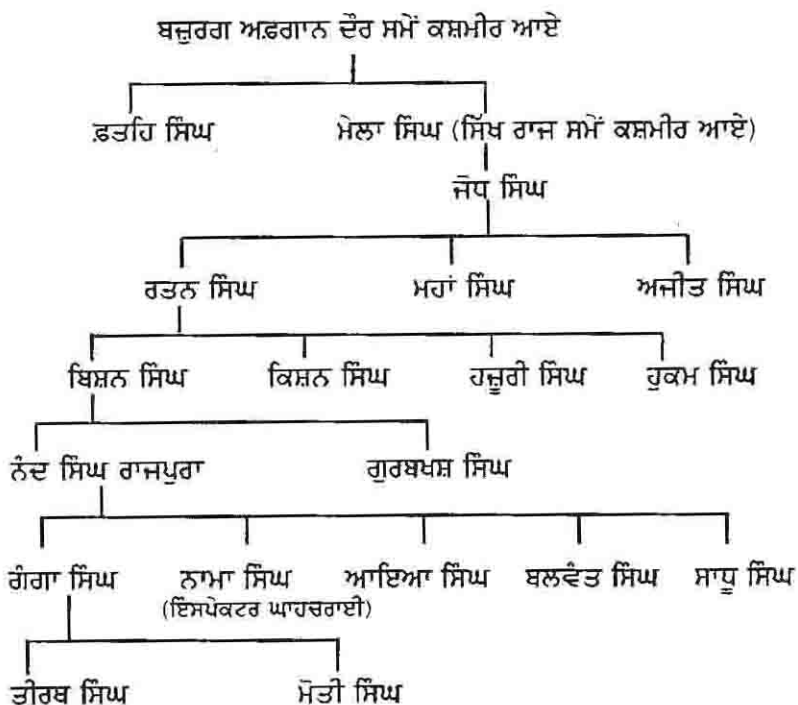 ਬਜ਼ੁਰਗ ਅਫ਼ਗਾਨ ਦੌਰ ਸਮੇਂ ਕਸ਼ਮੀਰ ਆਏ
ਫ਼ਤਹਿ ਸਿੰਘ ਮੇਲਾ ਸਿੰਘ (ਸਿੱਖ ਰਾਜ ਸਮੇਂ ਕਸ਼ਮੀਰ ਆਏ)
ਜੋਧ ਸਿੰਘ
ਰਤਨ ਸਿੰਘ ਮਹਾਂ ਸਿੰਘ ਅਜੀਤ ਸਿੰਘ
ਬਿਸ਼ਨ ਸਿੰਘ ਕਿਸ਼ਨ ਸਿੰਘ ਹਜ਼ੂਰੀ ਸਿੰਘ ਹੁਕਮ ਸਿੰਘ
ਨੰਦ ਸਿੰਘ ਰਾਜਪੁਰਾ ਗੁਰਬਖਸ਼ ਸਿੰਘ
ਗੰਗਾ ਸਿੰਘ ਨਾਮਾ ਸਿੰਘ ਆਇਆ ਸਿੰਘ ਬਲਵੰਤ ਸਿੰਘ ਸਾਧੂ ਸਿੰਘ
(ਇੰਸਪੇਕਟਰ ਘਾਹਚਰਾਈ)
ਤੀਰਥ ਸਿੰਘ ਮੋਤੀ ਸਿੰਘ